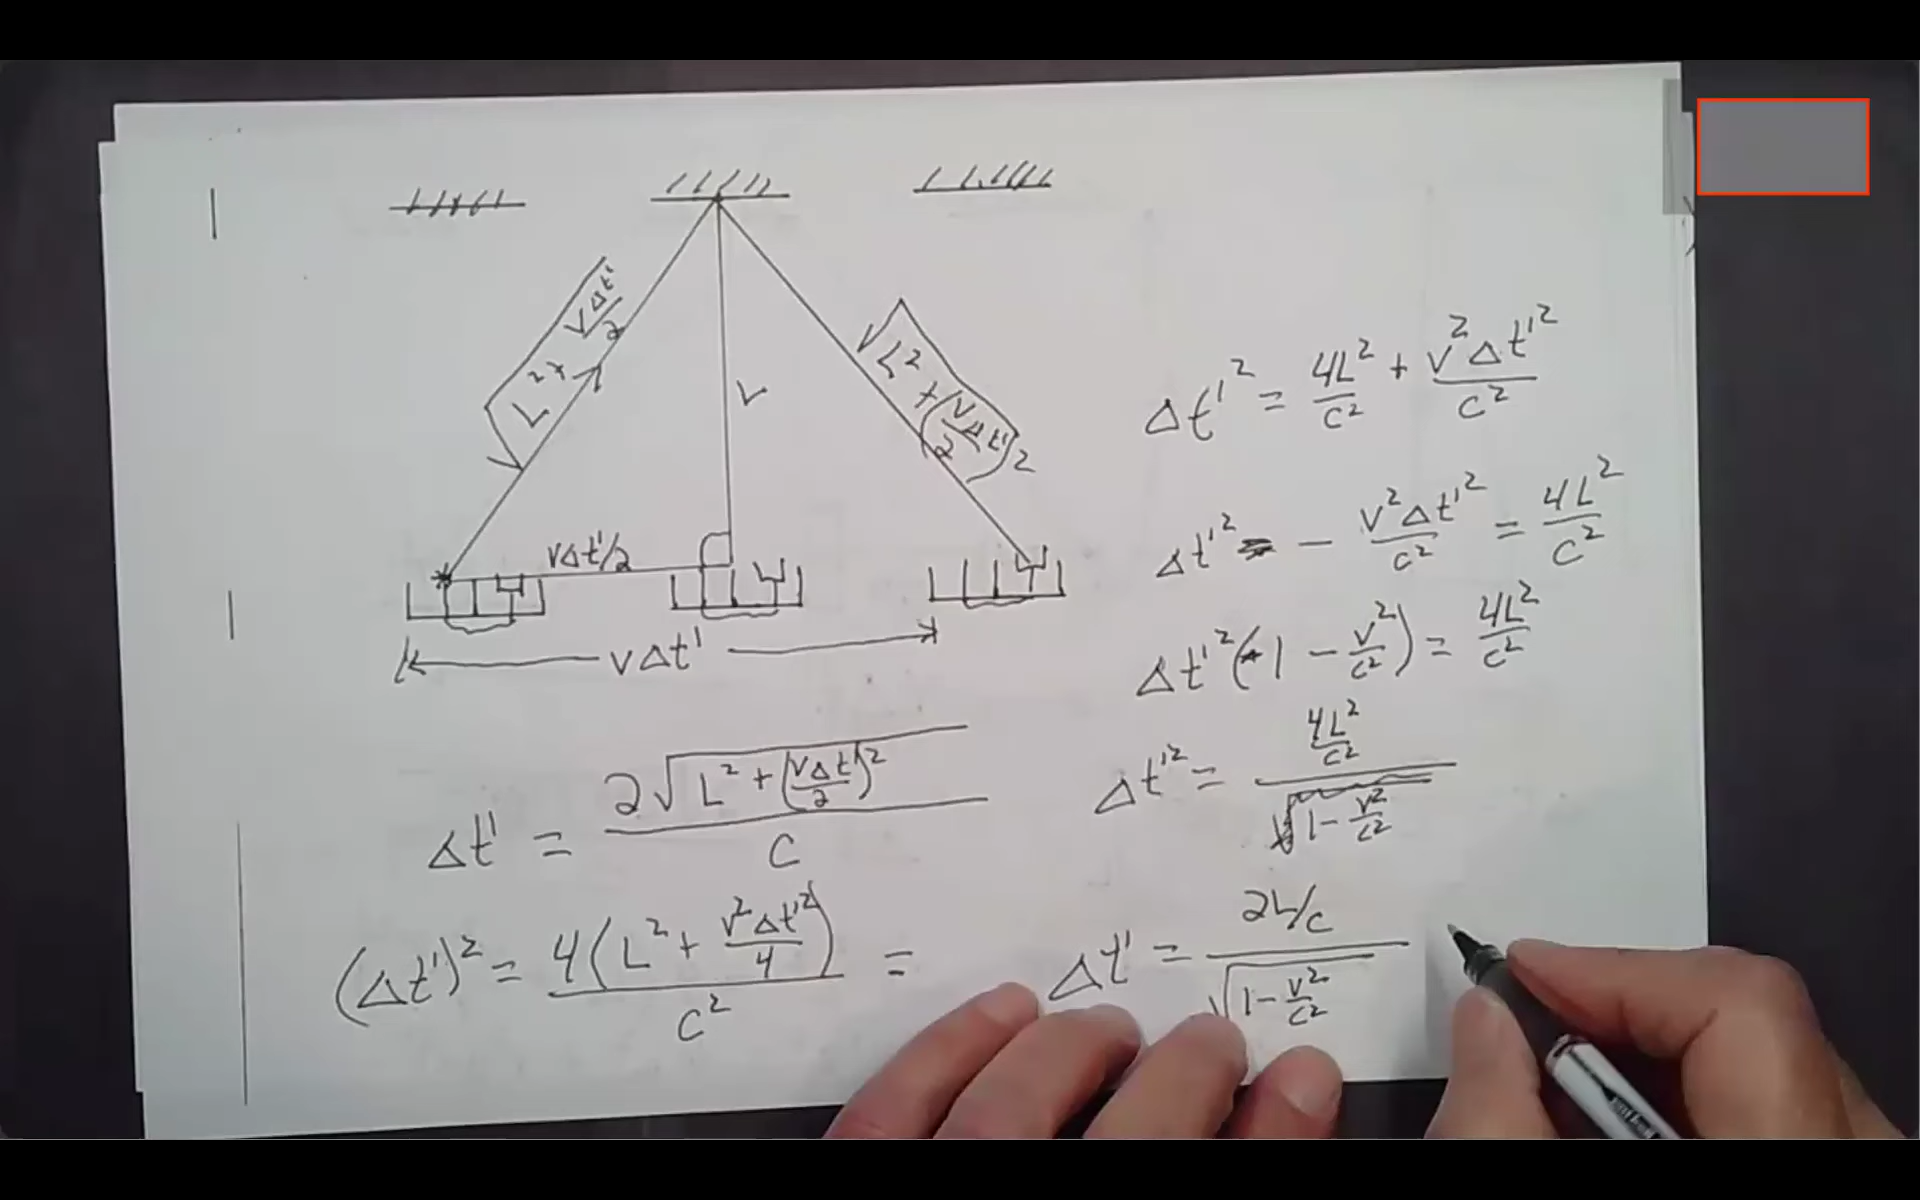 √L² + vΔt'/2
L
√L² + (vΔt'/2)²
vΔt'/2
vΔt'
Δt' = 2√L² + (vΔt'/2)² / c
(Δt')² = 4(L² + v²Δt'²/4) / c² =
Δt'² = 4L²/c² + v²Δt'²/c²
Δt'² - v²Δt'²/c² = 4L²/c²
Δt'²(1 - v²/c²) = 4L²/c²
Δt'² = 4L²/c² / 1 - v²/c²
Δt' = 2L/c / √1 - v²/c²